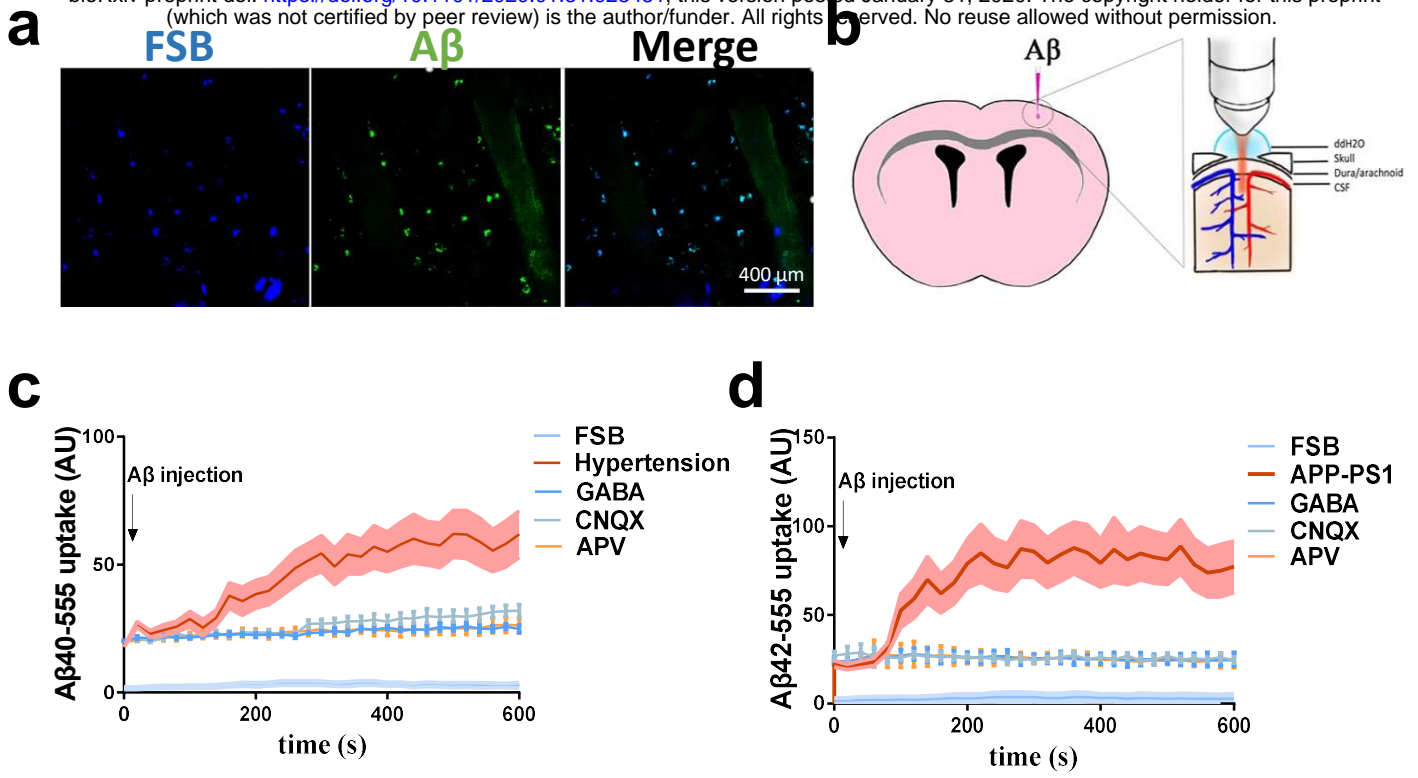 (which was not certified by peer review) is the author/funder. All rights reserved. No reuse allowed without permission.
a
FSB
Aβ
Merge
400 µm
b
Aβ
ddH2O
Skull
Dura/arachnoid
CSF
c
Aβ40-555 uptake (AU)
100
50
0
Aβ injection
FSB
Hypertension
GABA
CNQX
APV
0
200
400
600
time (s)
d
Aβ42-555 uptake (AU)
150
100
50
0
Aβ injection
FSB
APP-PS1
GABA
CNQX
APV
0
200
400
600
time (s)